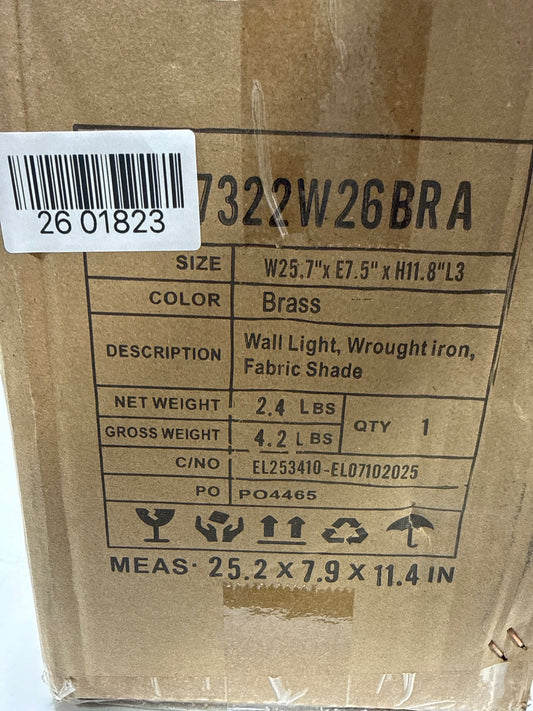 26 01823
7322W26BRA
SIZE W25.7"x E7.5" x H11.8"L3
COLOR Brass
DESCRIPTION Wall Light, Wrought iron,
Fabric Shade
NET WEIGHT 2.4 LBS
GROSS WEIGHT 4.2 LBS
QTY 1
C/NO EL253410-EL07102025
PO PO4465
MEAS: 25.2 X 7.9 X 11.4 IN